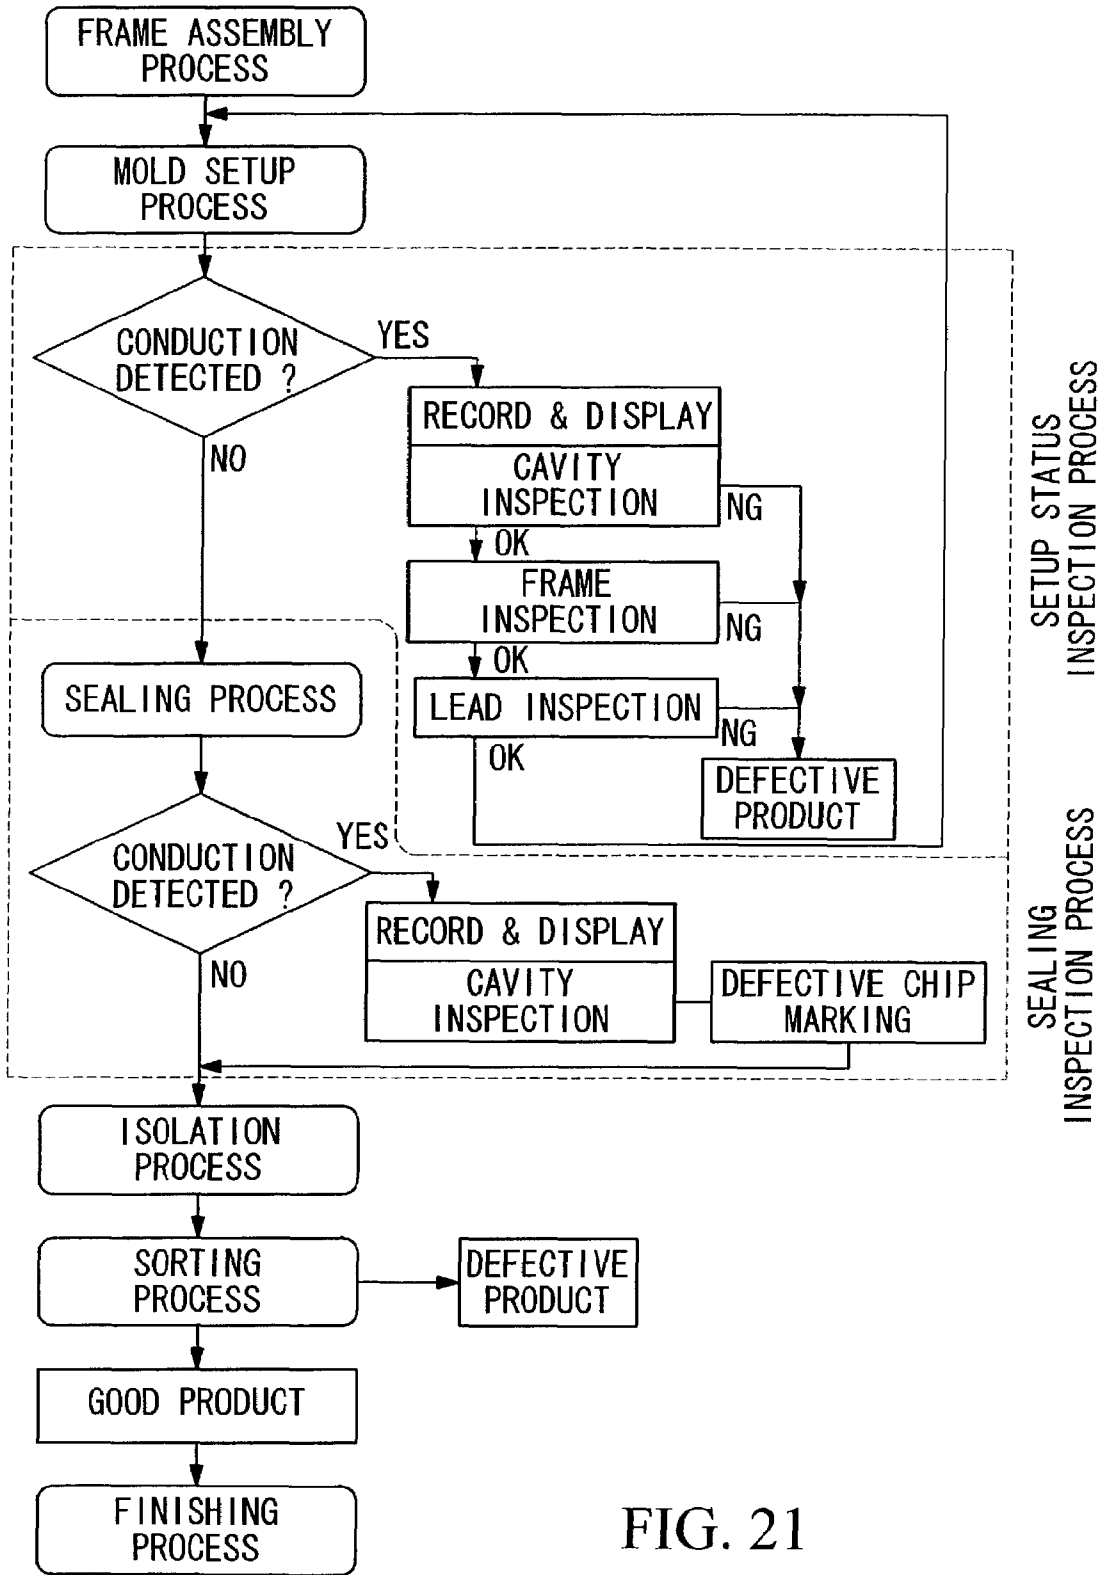 FRAME ASSEMBLY
PROCESS
MOLD SETUP
PROCESS
CONDUCTION
DETECTED ?
YES
NO
RECORD & DISPLAY
CAVITY
INSPECTION
NG
OK
FRAME
INSPECTION
NG
OK
LEAD INSPECTION
NG
OK
DEFECTIVE
PRODUCT
SETUP STATUS
INSPECTION PROCESS
SEALING PROCESS
CONDUCTION
DETECTED ?
YES
NO
RECORD & DISPLAY
CAVITY
INSPECTION
DEFECTIVE CHIP
MARKING
SEALING
INSPECTION PROCESS
ISOLATION
PROCESS
SORTING
PROCESS
DEFECTIVE
PRODUCT
GOOD PRODUCT
FINISHING
PROCESS
FIG. 21